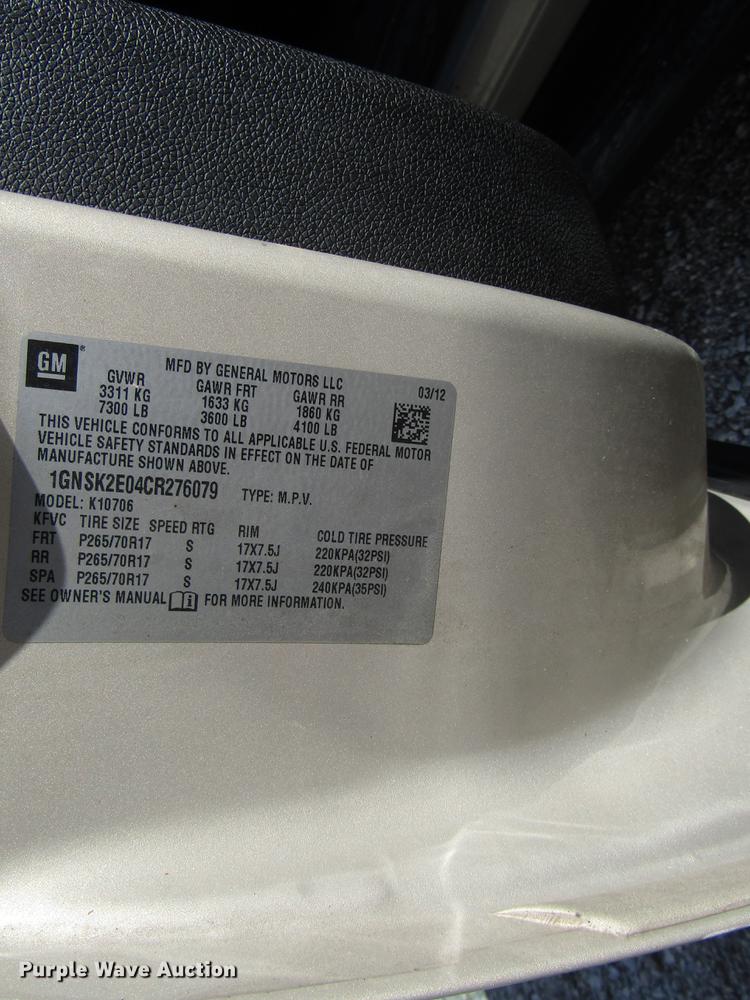 GM ® MFD BY GENERAL MOTORS LLC 03/12
GVWR GAWR FRT GAWR RR
3311 KG 1633 KG 1860 KG
7300 LB 3600 LB 4100 LB
THIS VEHICLE CONFORMS TO ALL APPLICABLE U.S. FEDERAL MOTOR
VEHICLE SAFETY STANDARDS IN EFFECT ON THE DATE OF
MANUFACTURE SHOWN ABOVE.
1GNSK2E04CR276079 TYPE: M.P.V.
MODEL: K10706
KFVC TIRE SIZE SPEED RTG RIM COLD TIRE PRESSURE
FRT P265/70R17 S 17X7.5J 220KPA(32PSI)
RR P265/70R17 S 17X7.5J 220KPA(32PSI)
SPA P265/70R17 S 17X7.5J 240KPA(35PSI)
SEE OWNER'S MANUAL i FOR MORE INFORMATION.
Purple Wave Auction